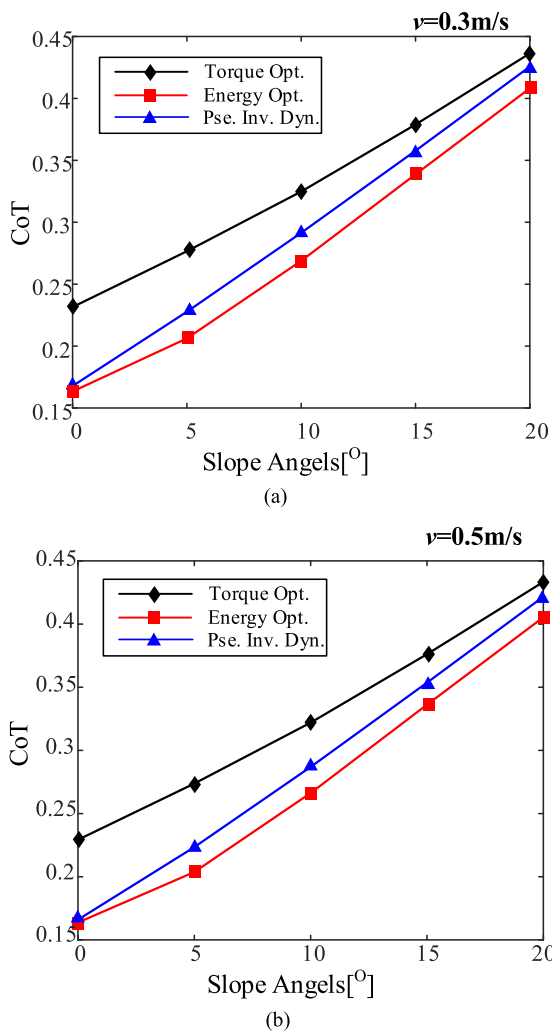 v=0.3m/s
0.45
Torque Opt.
Energy Opt.
Pse. Inv. Dyn.
0.4
0.35
0.3
0.25
0.2
0.15
CoT
0 5 10 15 20
Slope Angels[O]
(a)
v=0.5m/s
0.45
Torque Opt.
Energy Opt.
Pse. Inv. Dyn.
0.4
0.35
0.3
0.25
0.2
0.15
CoT
0 5 10 15 20
Slope Angels[O]
(b)